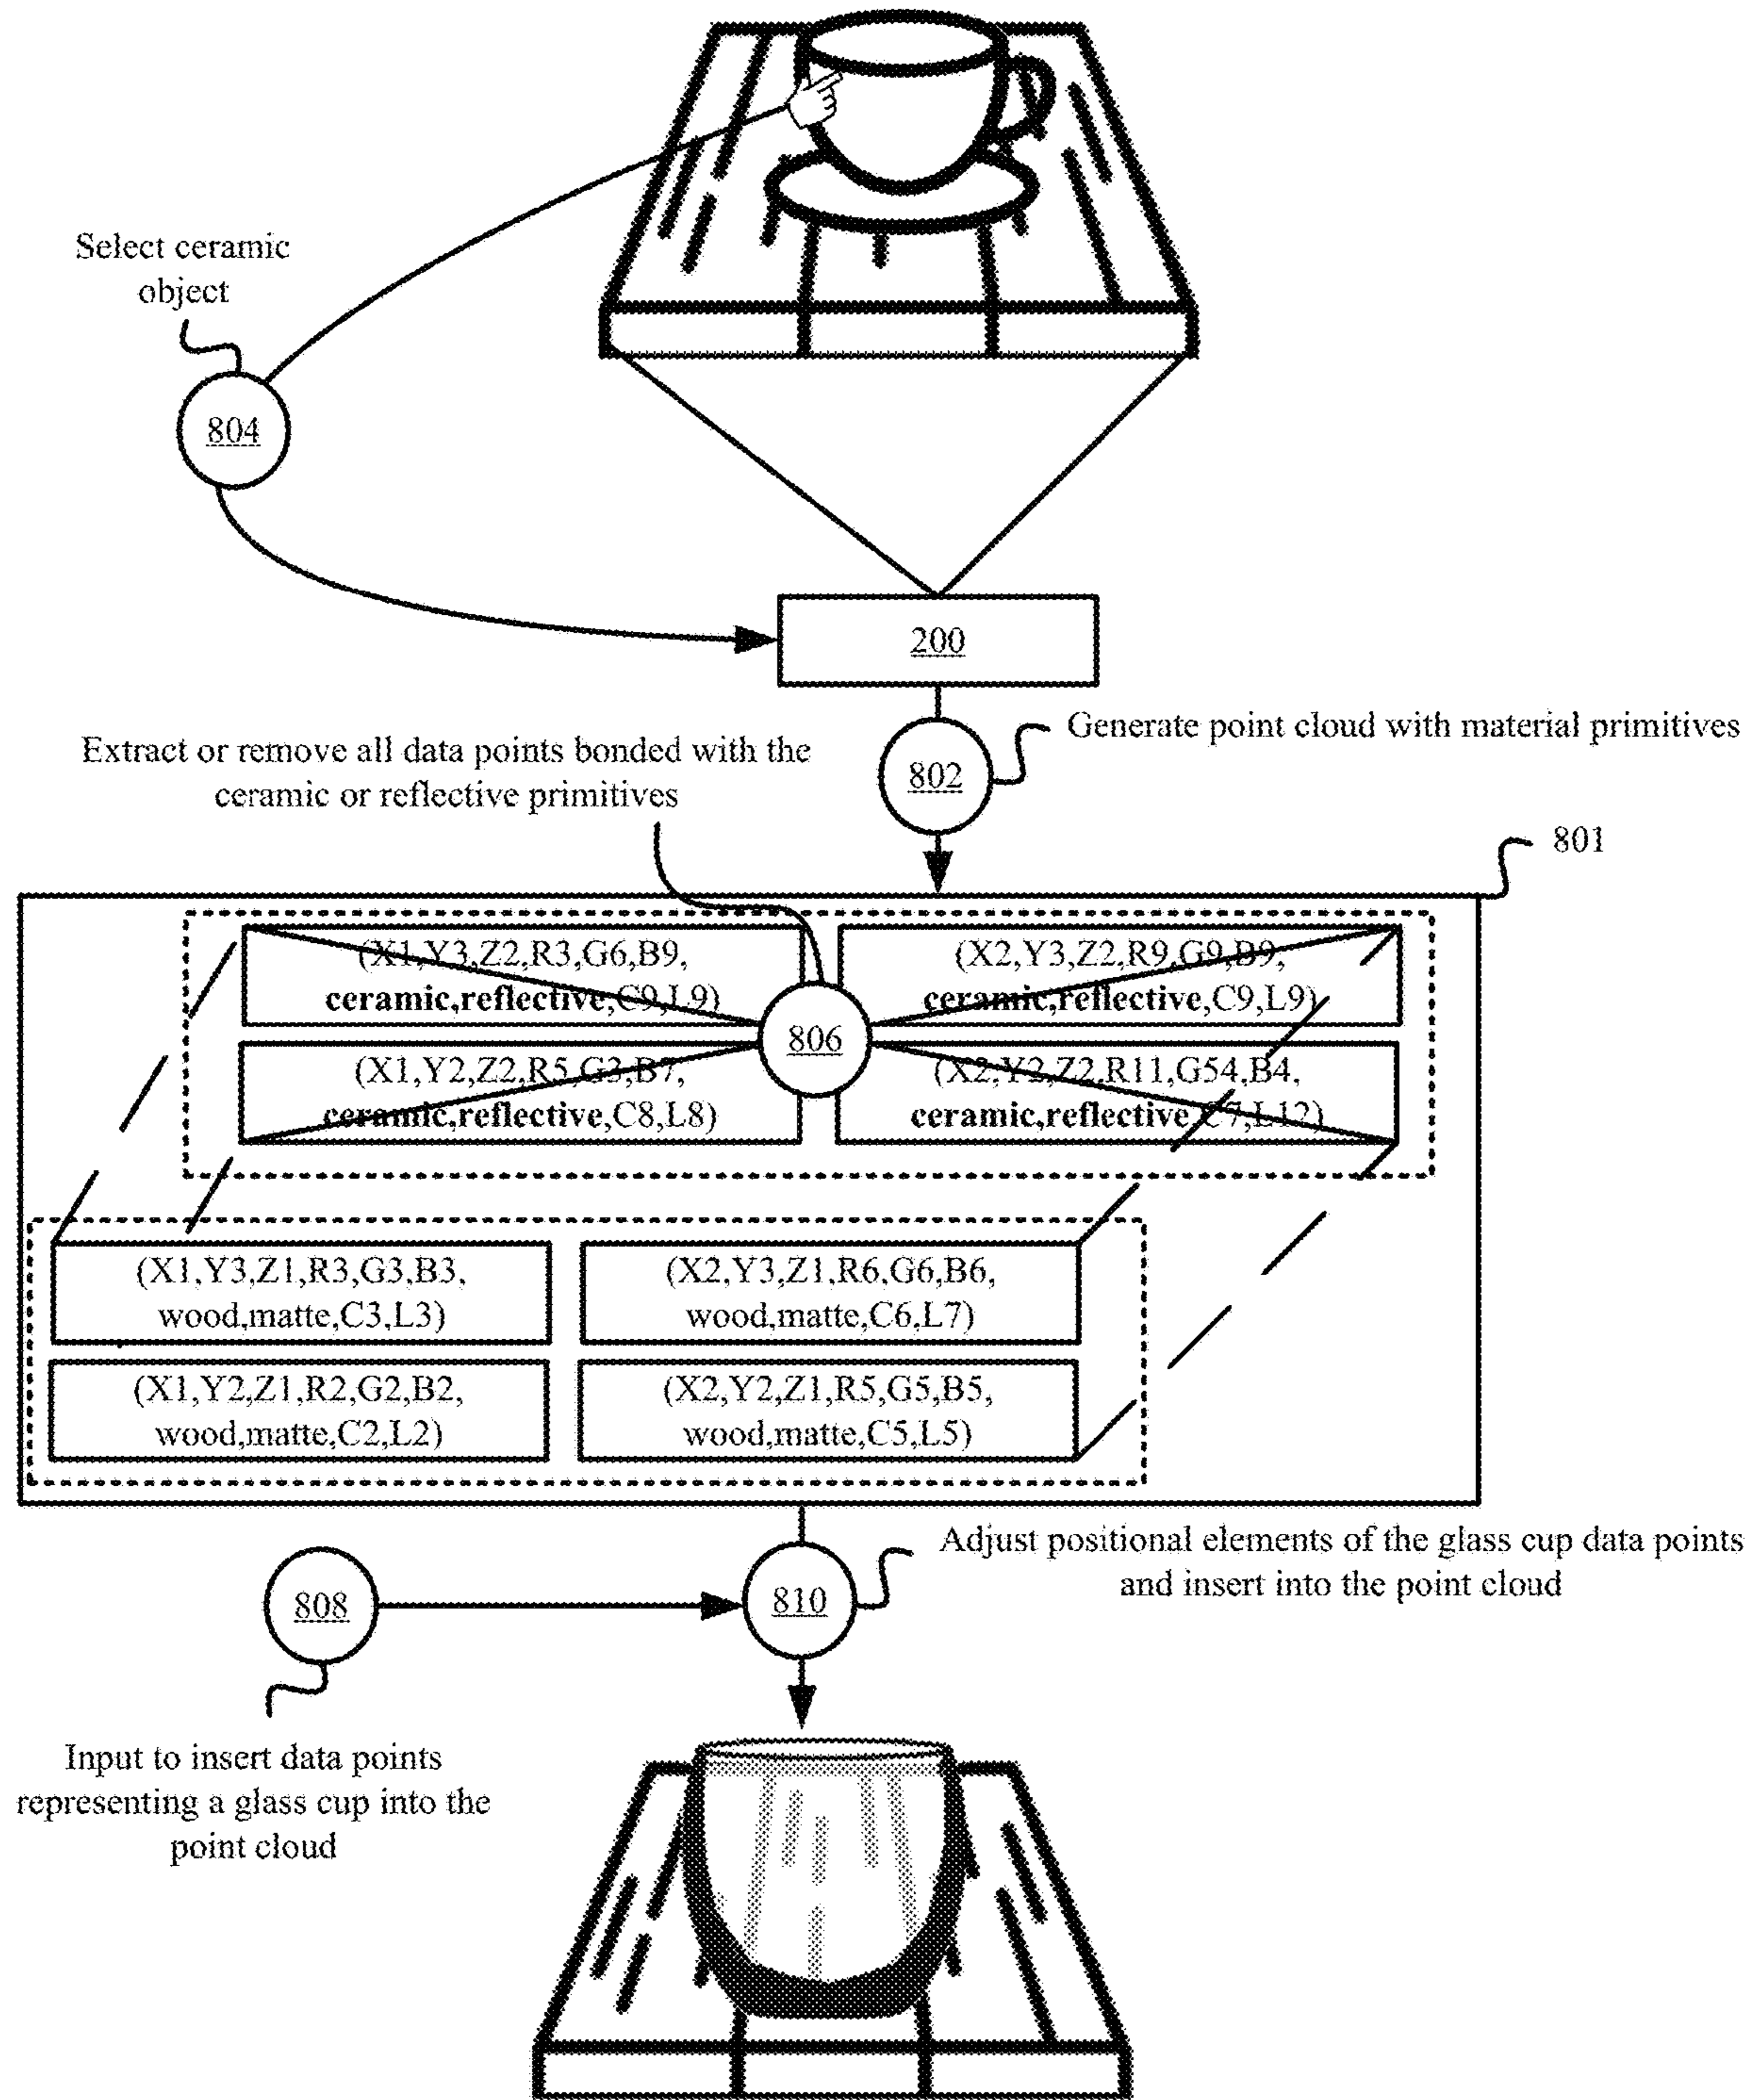 Select ceramic
object
804
200
Generate point cloud with material primitives
802
Extract or remove all data points bonded with the
ceramic or reflective primitives
801
(X1,Y3,Z2,R3,G6,B9,
ceramic,reflective,C9,L9)
(X2,Y3,Z2,R9,G9,B9,
ceramic,reflective,C9,L9)
806
(X1,Y2,Z2,R5,G3,B7,
ceramic,reflective,C8,L8)
(X2,Y2,Z2,R11,G54,B4,
ceramic,reflective,C7,L12)
(X1,Y3,Z1,R3,G3,B3,
wood,matte,C3,L3)
(X2,Y3,Z1,R6,G6,B6,
wood,matte,C6,L7)
(X1,Y2,Z1,R2,G2,B2,
wood,matte,C2,L2)
(X2,Y2,Z1,R5,G5,B5,
wood,matte,C5,L5)
Adjust positional elements of the glass cup data points
and insert into the point cloud
808
810
Input to insert data points
representing a glass cup into the
point cloud